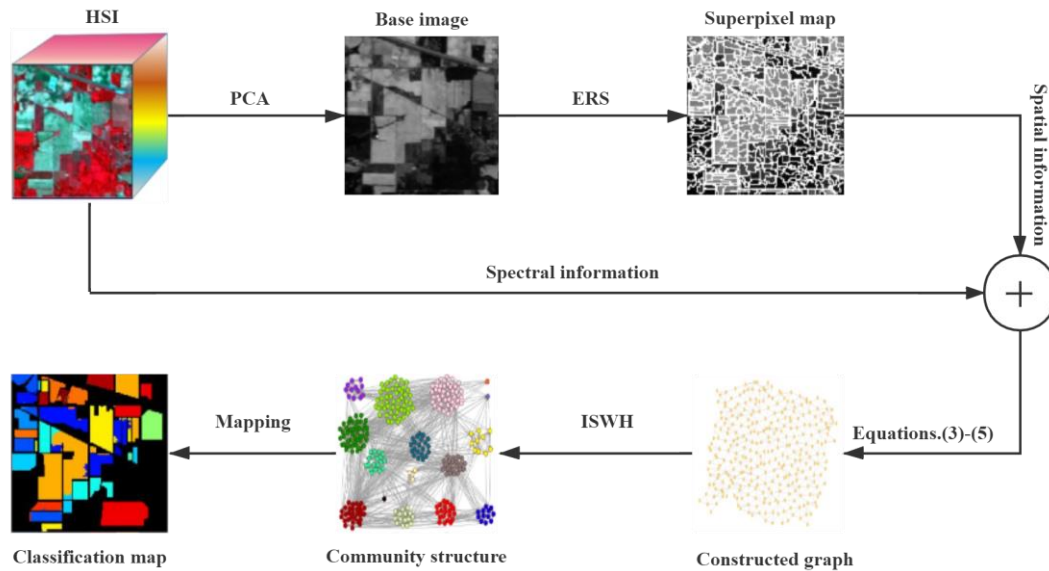 HSI
Base image
Superpixel map
PCA
ERS
Spatial information
Spectral information
+
Mapping
ISWH
Equations.(3)-(5)
Classification map
Community structure
Constructed graph